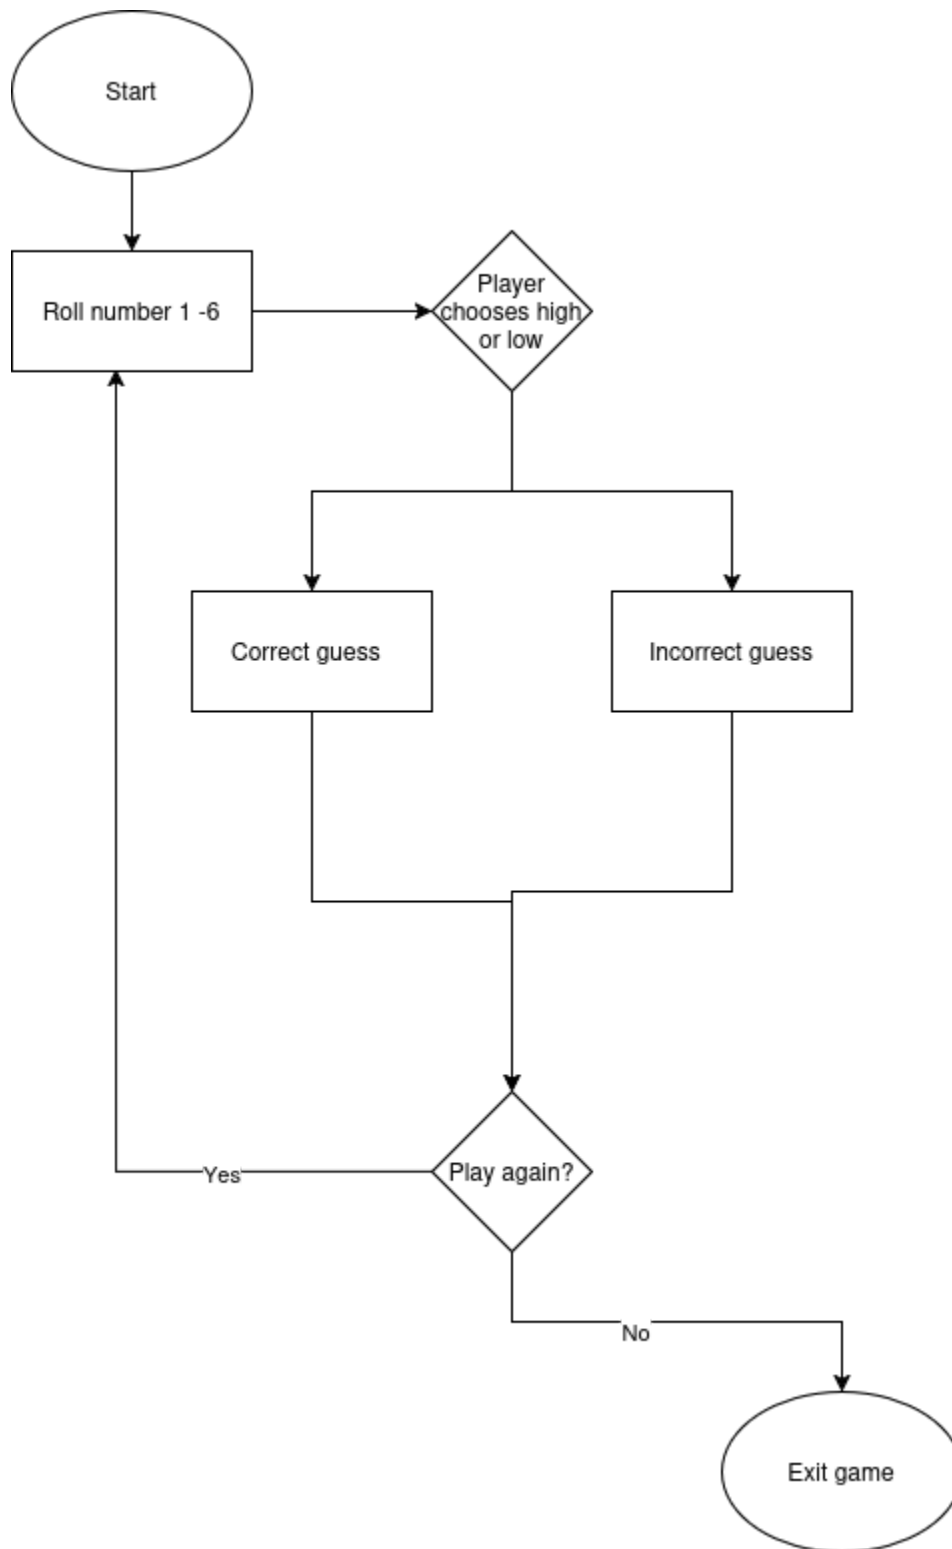 Start
Roll number 1 -6
Player
chooses high
or low
Correct guess
Incorrect guess
Play again?
Yes
No
Exit game